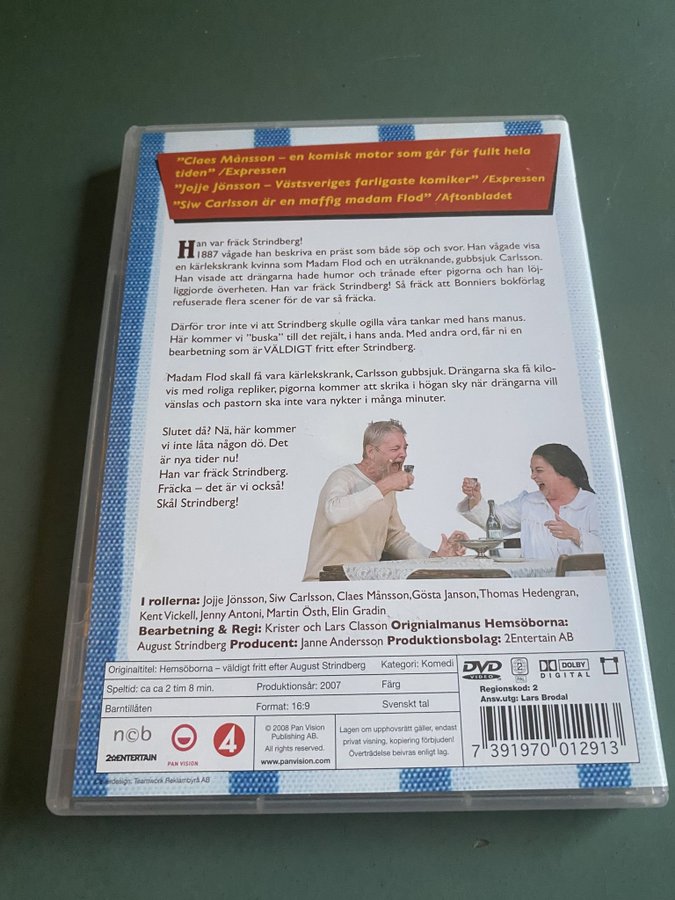 "Claes Månsson – en komisk motor som går för fullt hela
tiden" /Expressen
"Jojje Jönsson – Västsveriges farligaste komiker" /Expressen
"Siw Carlsson är en maffig madam Flod" /Aftonbladet
Han var fräck Strindberg!
1887 vågade han beskriva en präst som både söp och svor. Han vågade visa
en kärlekskrank kvinna som Madam Flod och en uträknande, gubbsjuk Carlsson.
Han visade att drängarna hade humor och trånade efter pigorna och han löj-
liggjorde överheten. Han var fräck Strindberg! Så fräck att Bonniers bokförlag
refuserade flera scener för de var så fräcka.
Därför tror inte vi att Strindberg skulle ogilla våra tankar med hans manus.
Här kommer vi "buska" till det rejält, i hans anda. Med andra ord, får ni en
bearbetning som är VÄLDIGT fritt efter Strindberg.
Madam Flod skall få vara kärlekskrank, Carlsson gubbsjuk. Drängarna ska få kilo-
vis med roliga repliker, pigorna kommer att skrika i högan sky när drängarna vill
vänslas och pastorn ska inte vara nykter i många minuter.
Slutet då? Nä, här kommer
vi inte låta någon dö. Det
är nya tider nu!
Han var fräck Strindberg.
Fräcka – det är vi också!
Skål Strindberg!
I rollerna: Jojje Jönsson, Siw Carlsson, Claes Månsson, Gösta Janson, Thomas Hedengran,
Kent Vickell, Jenny Antoni, Martin Östh, Elin Gradin
Bearbetning & Regi: Krister och Lars Classon Orignialmanus Hemsöborna:
August Strindberg Producent: Janne Andersson Produktionsbolag: 2Entertain AB
Originaltitel: Hemsöborna – väldigt fritt efter August Strindberg Kategori: Komedi
Speltid: ca ca 2 tim 8 min. Produktionsår: 2007 Färg
Barntillåten Format: 16:9 Svenskt tal
DVD
VIDEO
2
PAL
DOLBY
DIGITAL
Regionskod: 2
Ansv.utg: Lars Brodal
ncb
2ENTERTAIN
PAN VISION
4
© 2008 Pan Vision
Publishing AB.
All rights reserved.
www.panvision.com
Lagen om upphovsrätt gäller, endast
privat visning, kopiering förbjuden!
Överträdelse beivras enligt lag.
7 391970 012913
design: Teamwork Reklambyrå AB